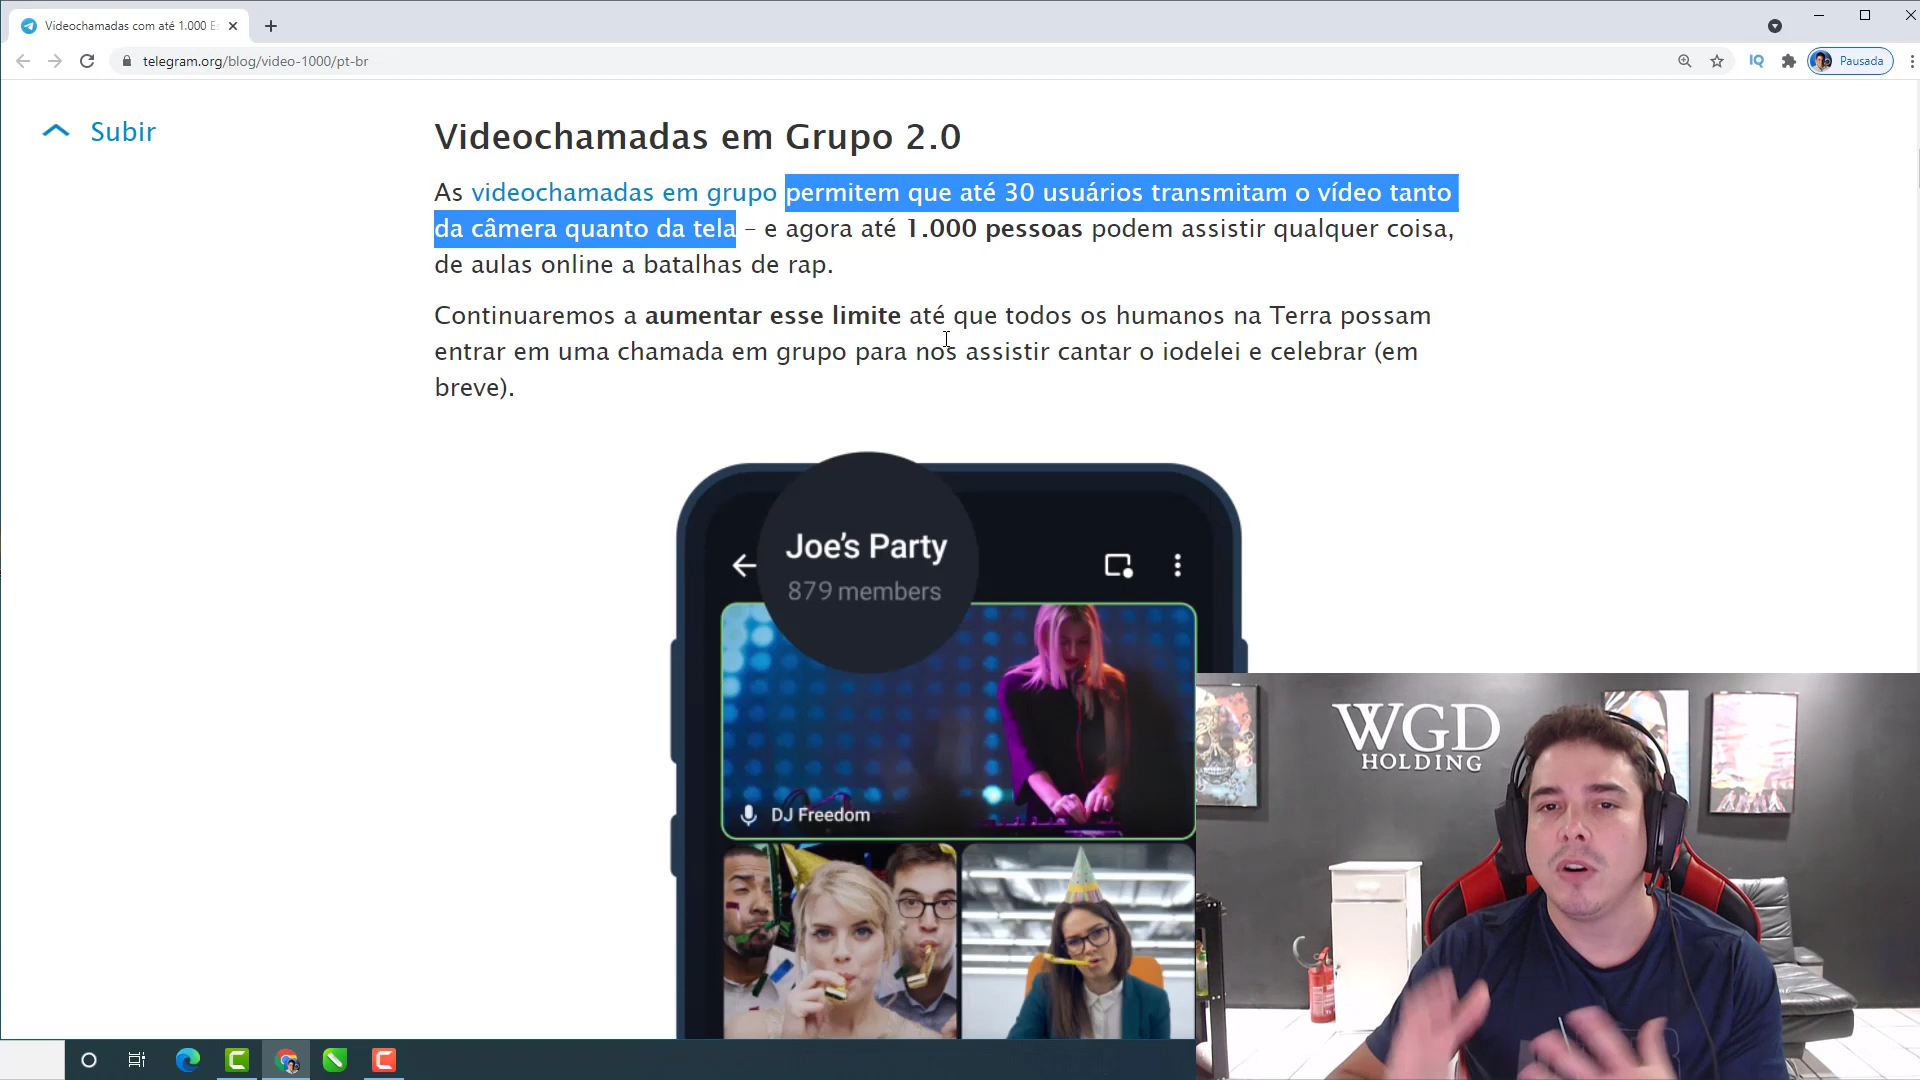 Videochamadas com até 1.000 E
telegram.org/blog/video-1000/pt-br
IQ
Pausada
Subir
Videochamadas em Grupo 2.0
As videochamadas em grupo permitem que até 30 usuários transmitam o vídeo tanto
da câmera quanto da tela – e agora até 1.000 pessoas podem assistir qualquer coisa,
de aulas online a batalhas de rap.
Continuaremos a aumentar esse limite até que todos os humanos na Terra possam
entrar em uma chamada em grupo para nos assistir cantar o iodelei e celebrar (em
breve).
Joe's Party
879 members
DJ Freedom
WGD
HOLDING